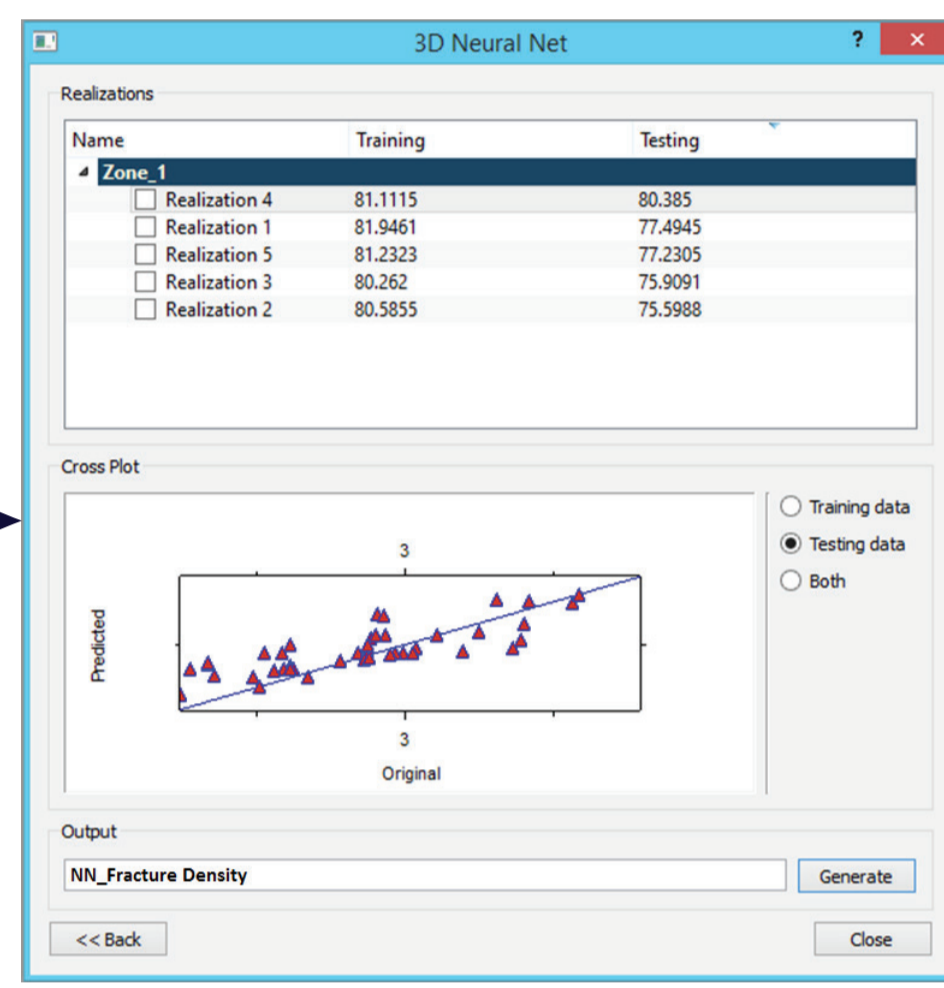 3D Neural Net ? ×
Realizations
Name Training Testing
Zone_1
Realization 4 81.1115 80.385
Realization 1 81.9461 77.4945
Realization 5 81.2323 77.2305
Realization 3 80.262 75.9091
Realization 2 80.5855 75.5988
Cross Plot
Training data
Testing data
Both
3
Predicted
3
Original
Output
NN_Fracture Density Generate
<< Back Close